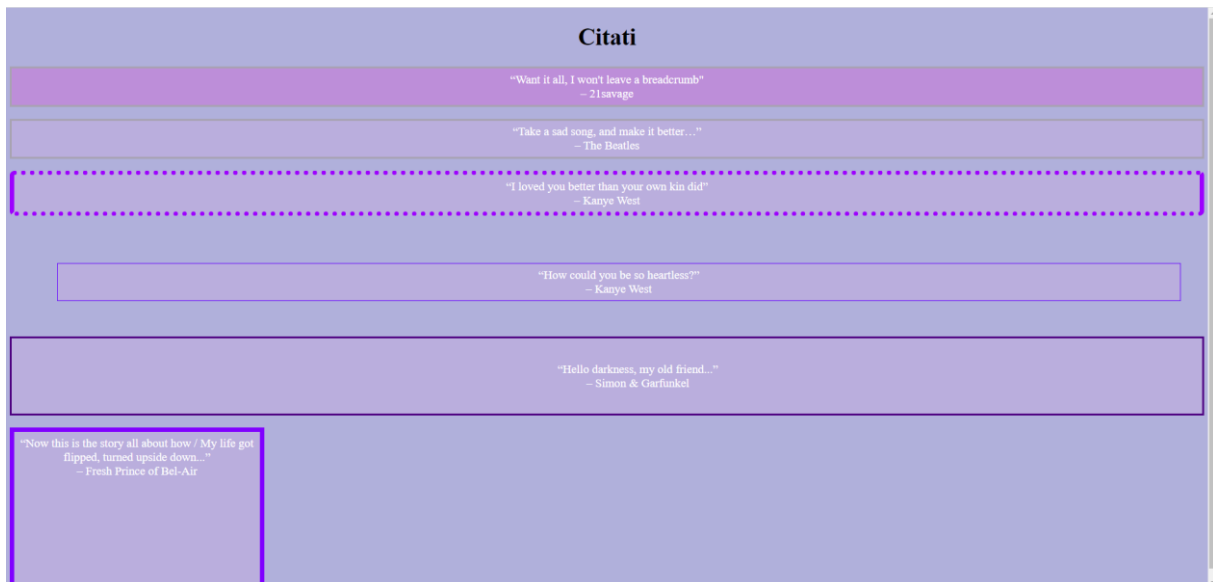 Citati
“Want it all, I won't leave a breadcrumb"
– 21savage
“Take a sad song, and make it better…”
– The Beatles
“I loved you better than your own kin did”
– Kanye West
“How could you be so heartless?”
– Kanye West
“Hello darkness, my old friend...”
– Simon & Garfunkel
“Now this is the story all about how / My life got
flipped, turned upside down...”
– Fresh Prince of Bel-Air